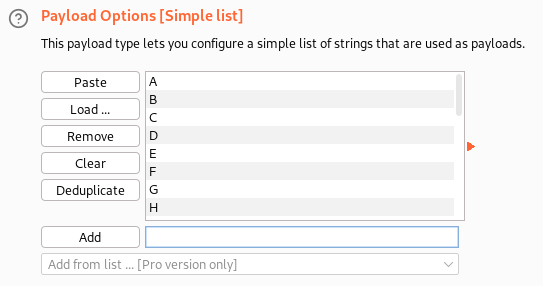 Payload Options [Simple list]
This payload type lets you configure a simple list of strings that are used as payloads.
Paste
Load ...
Remove
Clear
Deduplicate
A
B
C
D
E
F
G
H
Add
Add from list ... [Pro version only]